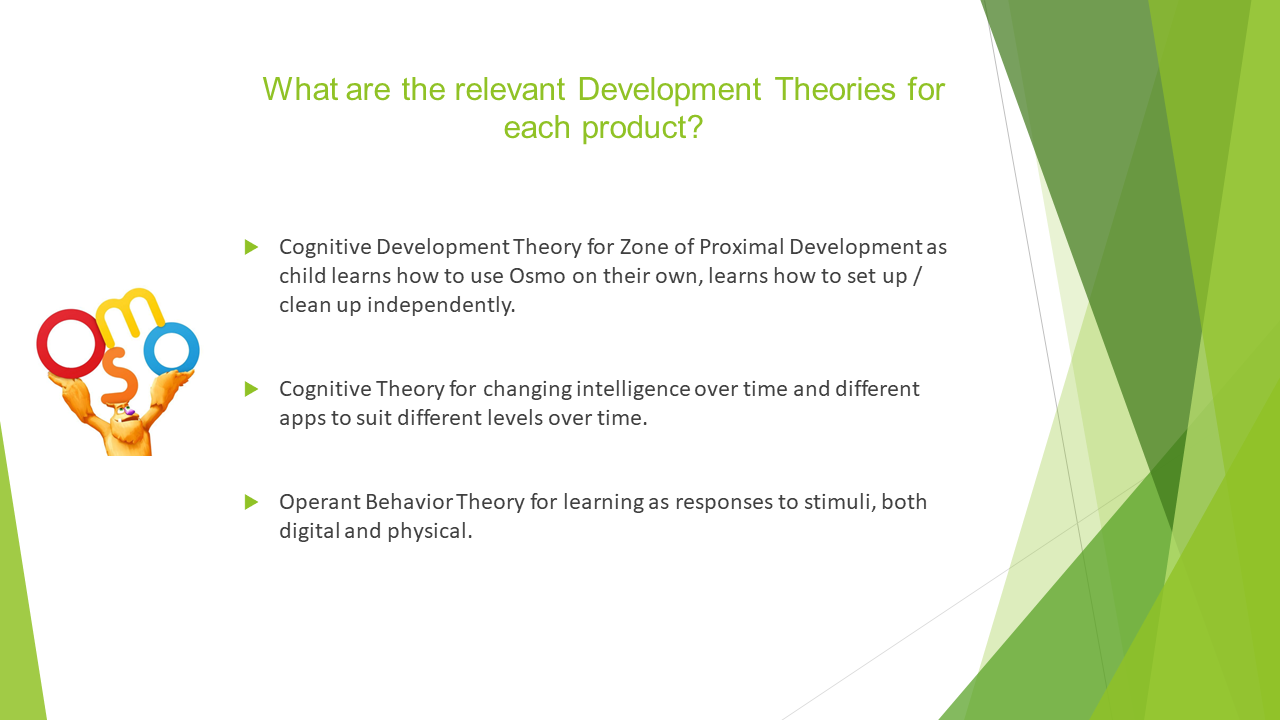 What are the relevant Development Theories for
each product?
Cognitive Development Theory for Zone of Proximal Development as
child learns how to use Osmo on their own, learns how to set up /
clean up independently.
osmo
Cognitive Theory for changing intelligence over time and different
apps to suit different levels over time.
Operant Behavior Theory for learning as responses to stimuli, both
digital and physical.